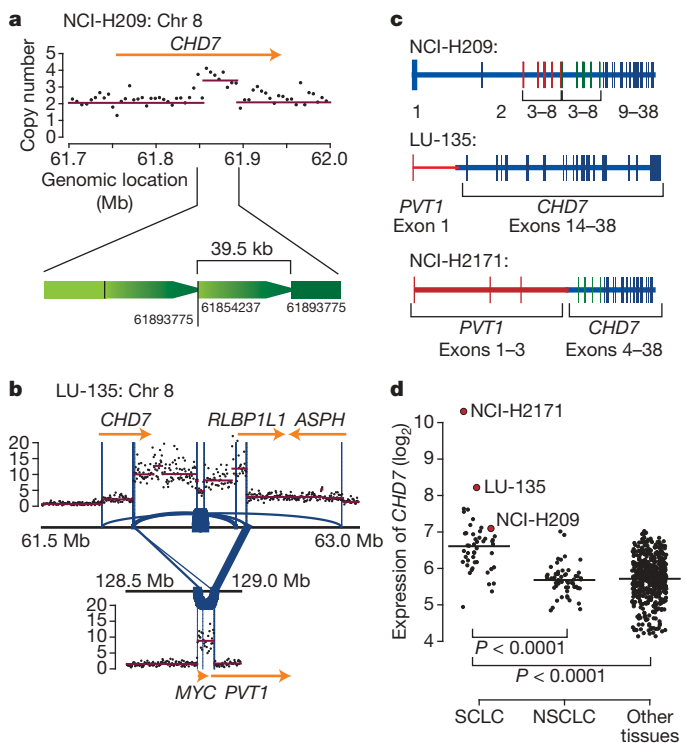 a NCI-H209: Chr 8
CHD7
Copy number
5
4
3
2
1
0
61.7 61.8 61.9 62.0
Genomic location
(Mb)
39.5 kb
61893775 61854237 61893775
b LU-135: Chr 8
CHD7 RLBP1L1 ASPH
20
15
10
5
0
61.5 Mb 63.0 Mb
128.5 Mb 129.0 Mb
20
15
10
5
0
MYC PVT1
c
NCI-H209:
1 2 3–8 3–8 9–38
LU-135:
PVT1 CHD7
Exon 1 Exons 14–38
NCI-H2171:
PVT1 CHD7
Exons 1–3 Exons 4–38
d
Expression of CHD7 (log2)
10
9
8
7
6
5
4
NCI-H2171
LU-135
NCI-H209
P < 0.0001
P < 0.0001
SCLC NSCLC Other
tissues